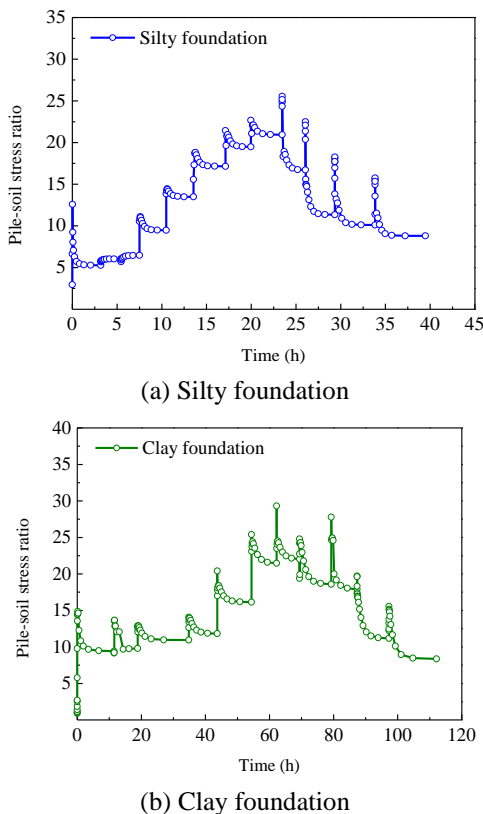 35
30
25
20
15
10
5
0
Silty foundation
Pile-soil stress ratio
0 5 10 15 20 25 30 35 40 45
Time (h)
(a) Silty foundation
40
35
30
25
20
15
10
5
Clay foundation
Pile-soil stress ratio
0 20 40 60 80 100 120
Time (h)
(b) Clay foundation